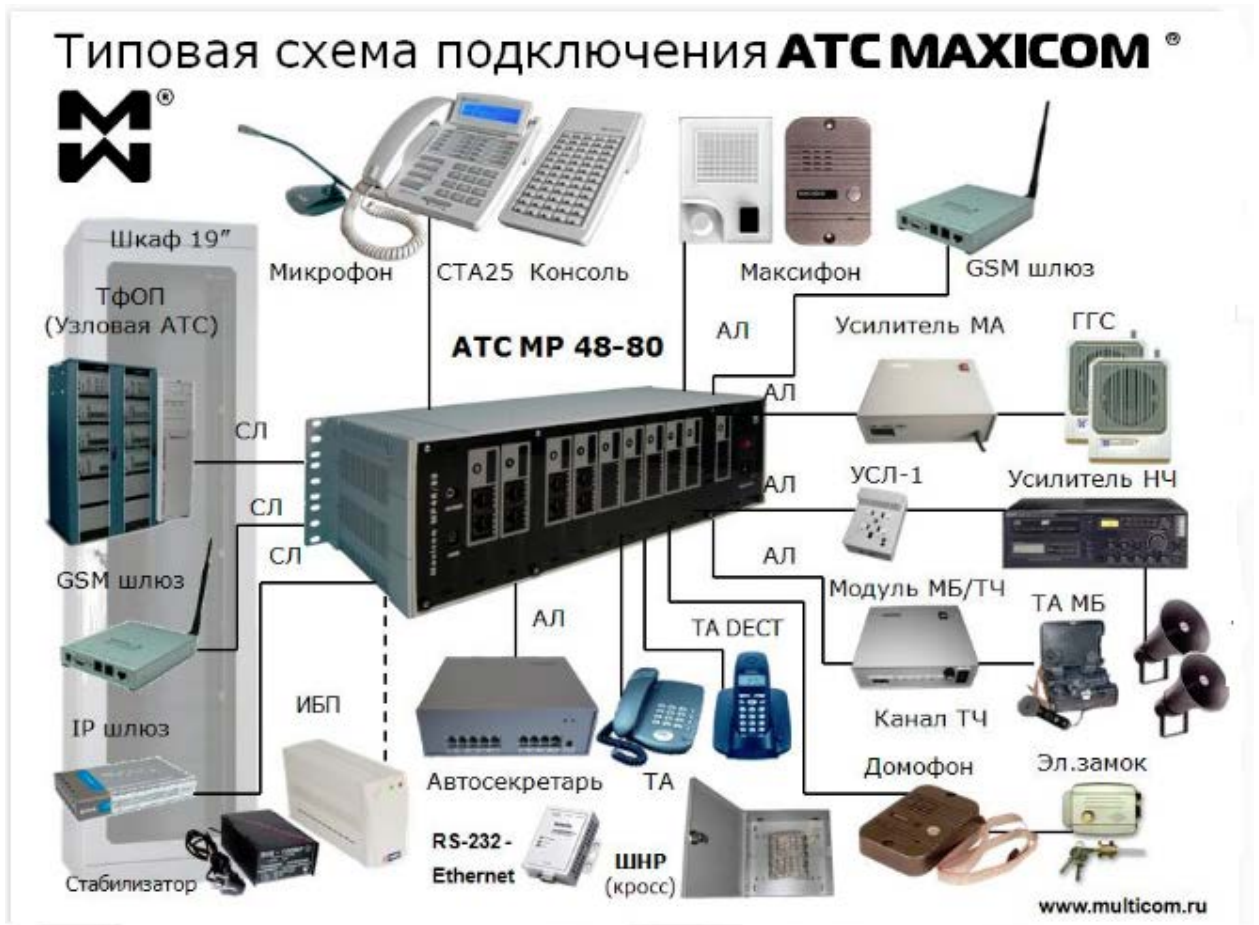 Типовая схема подключения АТС MAXICOM ®
®
Шкаф 19”
Микрофон
СТА25
Консоль
Максифон
GSM шлюз
ТфОП
(Узловая АТС)
АТС МР 48-80
АЛ
Усилитель МА
ГГС
АЛ
СЛ
Maxicom MP48/80
АЛ
УСЛ-1
Усилитель НЧ
СЛ
СЛ
АЛ
GSM шлюз
Модуль МБ/ТЧ
ТА МБ
АЛ
ТА DECT
ИБП
IP шлюз
Канал ТЧ
Автосекретарь
ТА
Домофон
Эл.замок
RS-232 -
Ethernet
ШНР
(кросс)
Стабилизатор
www.multicom.ru